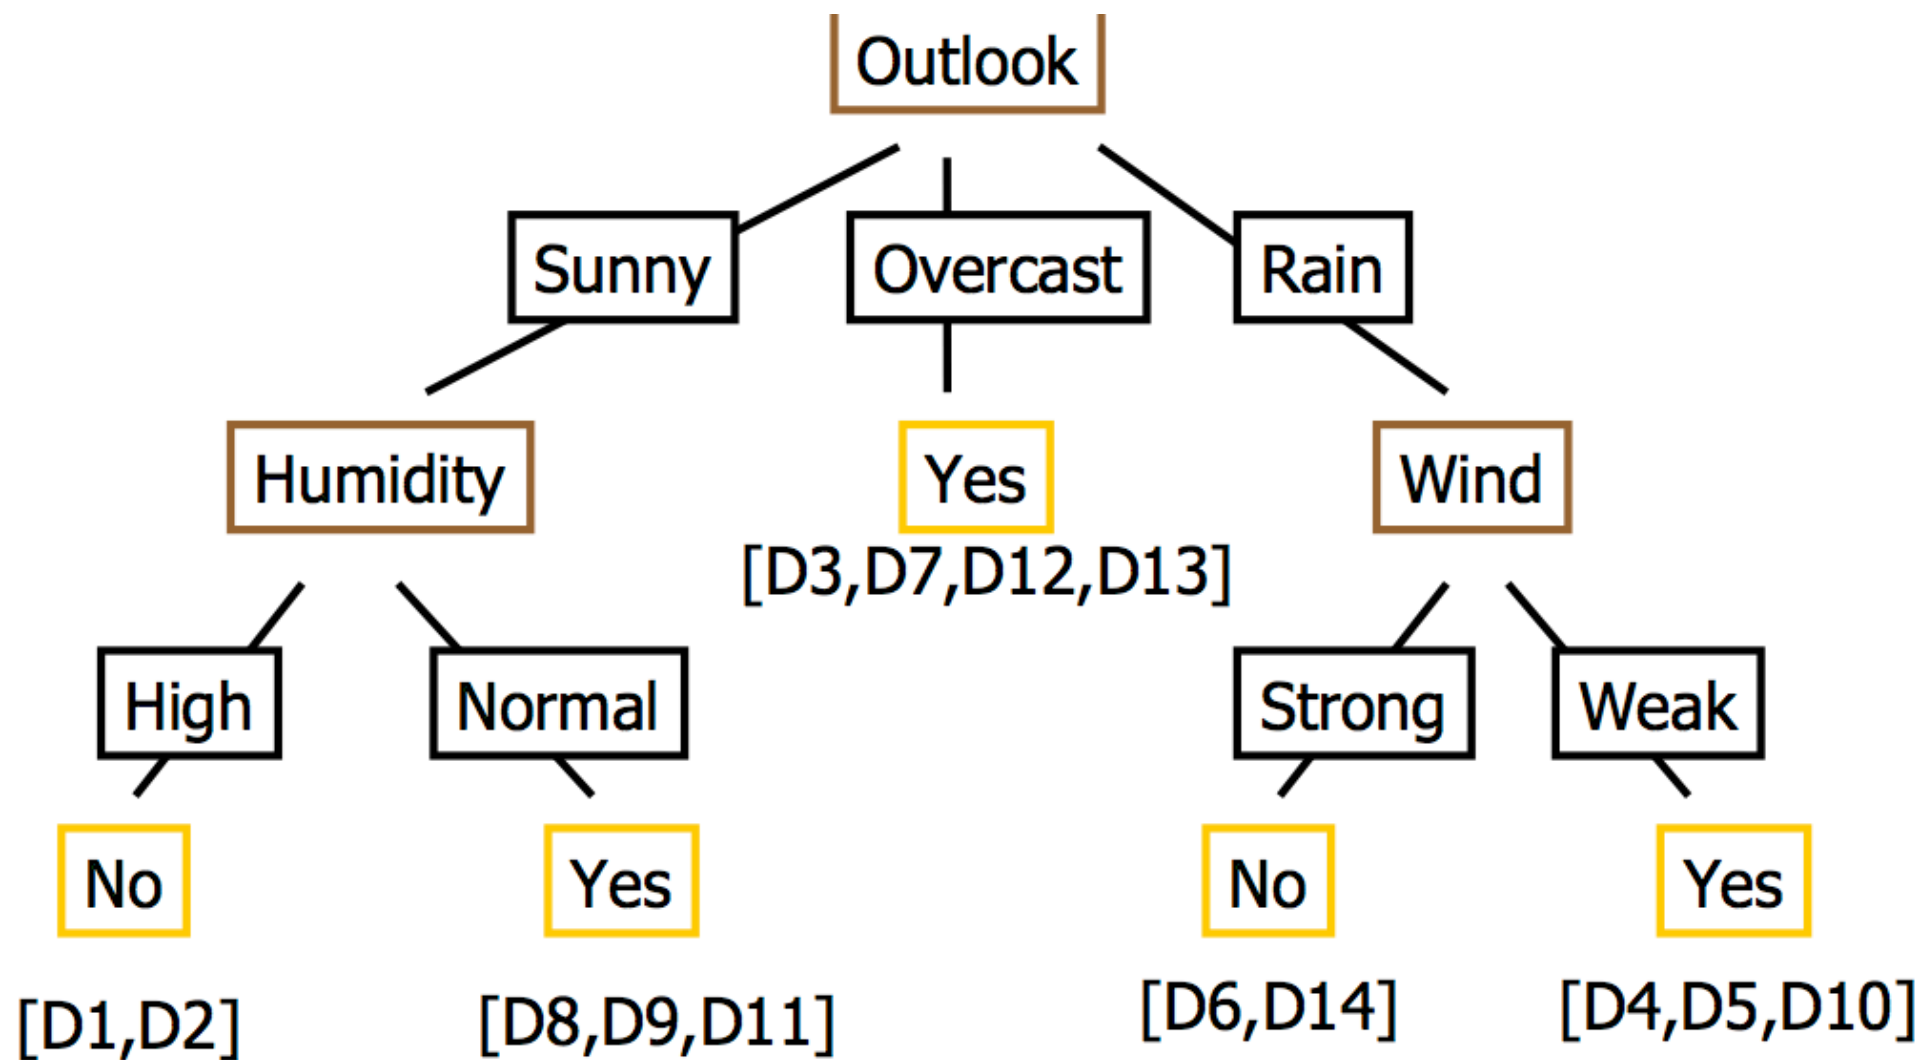 Outlook
Sunny Overcast Rain
Humidity Yes Wind
[D3,D7,D12,D13]
High Normal Strong Weak
No Yes No Yes
[D1,D2] [D8,D9,D11] [D6,D14] [D4,D5,D10]